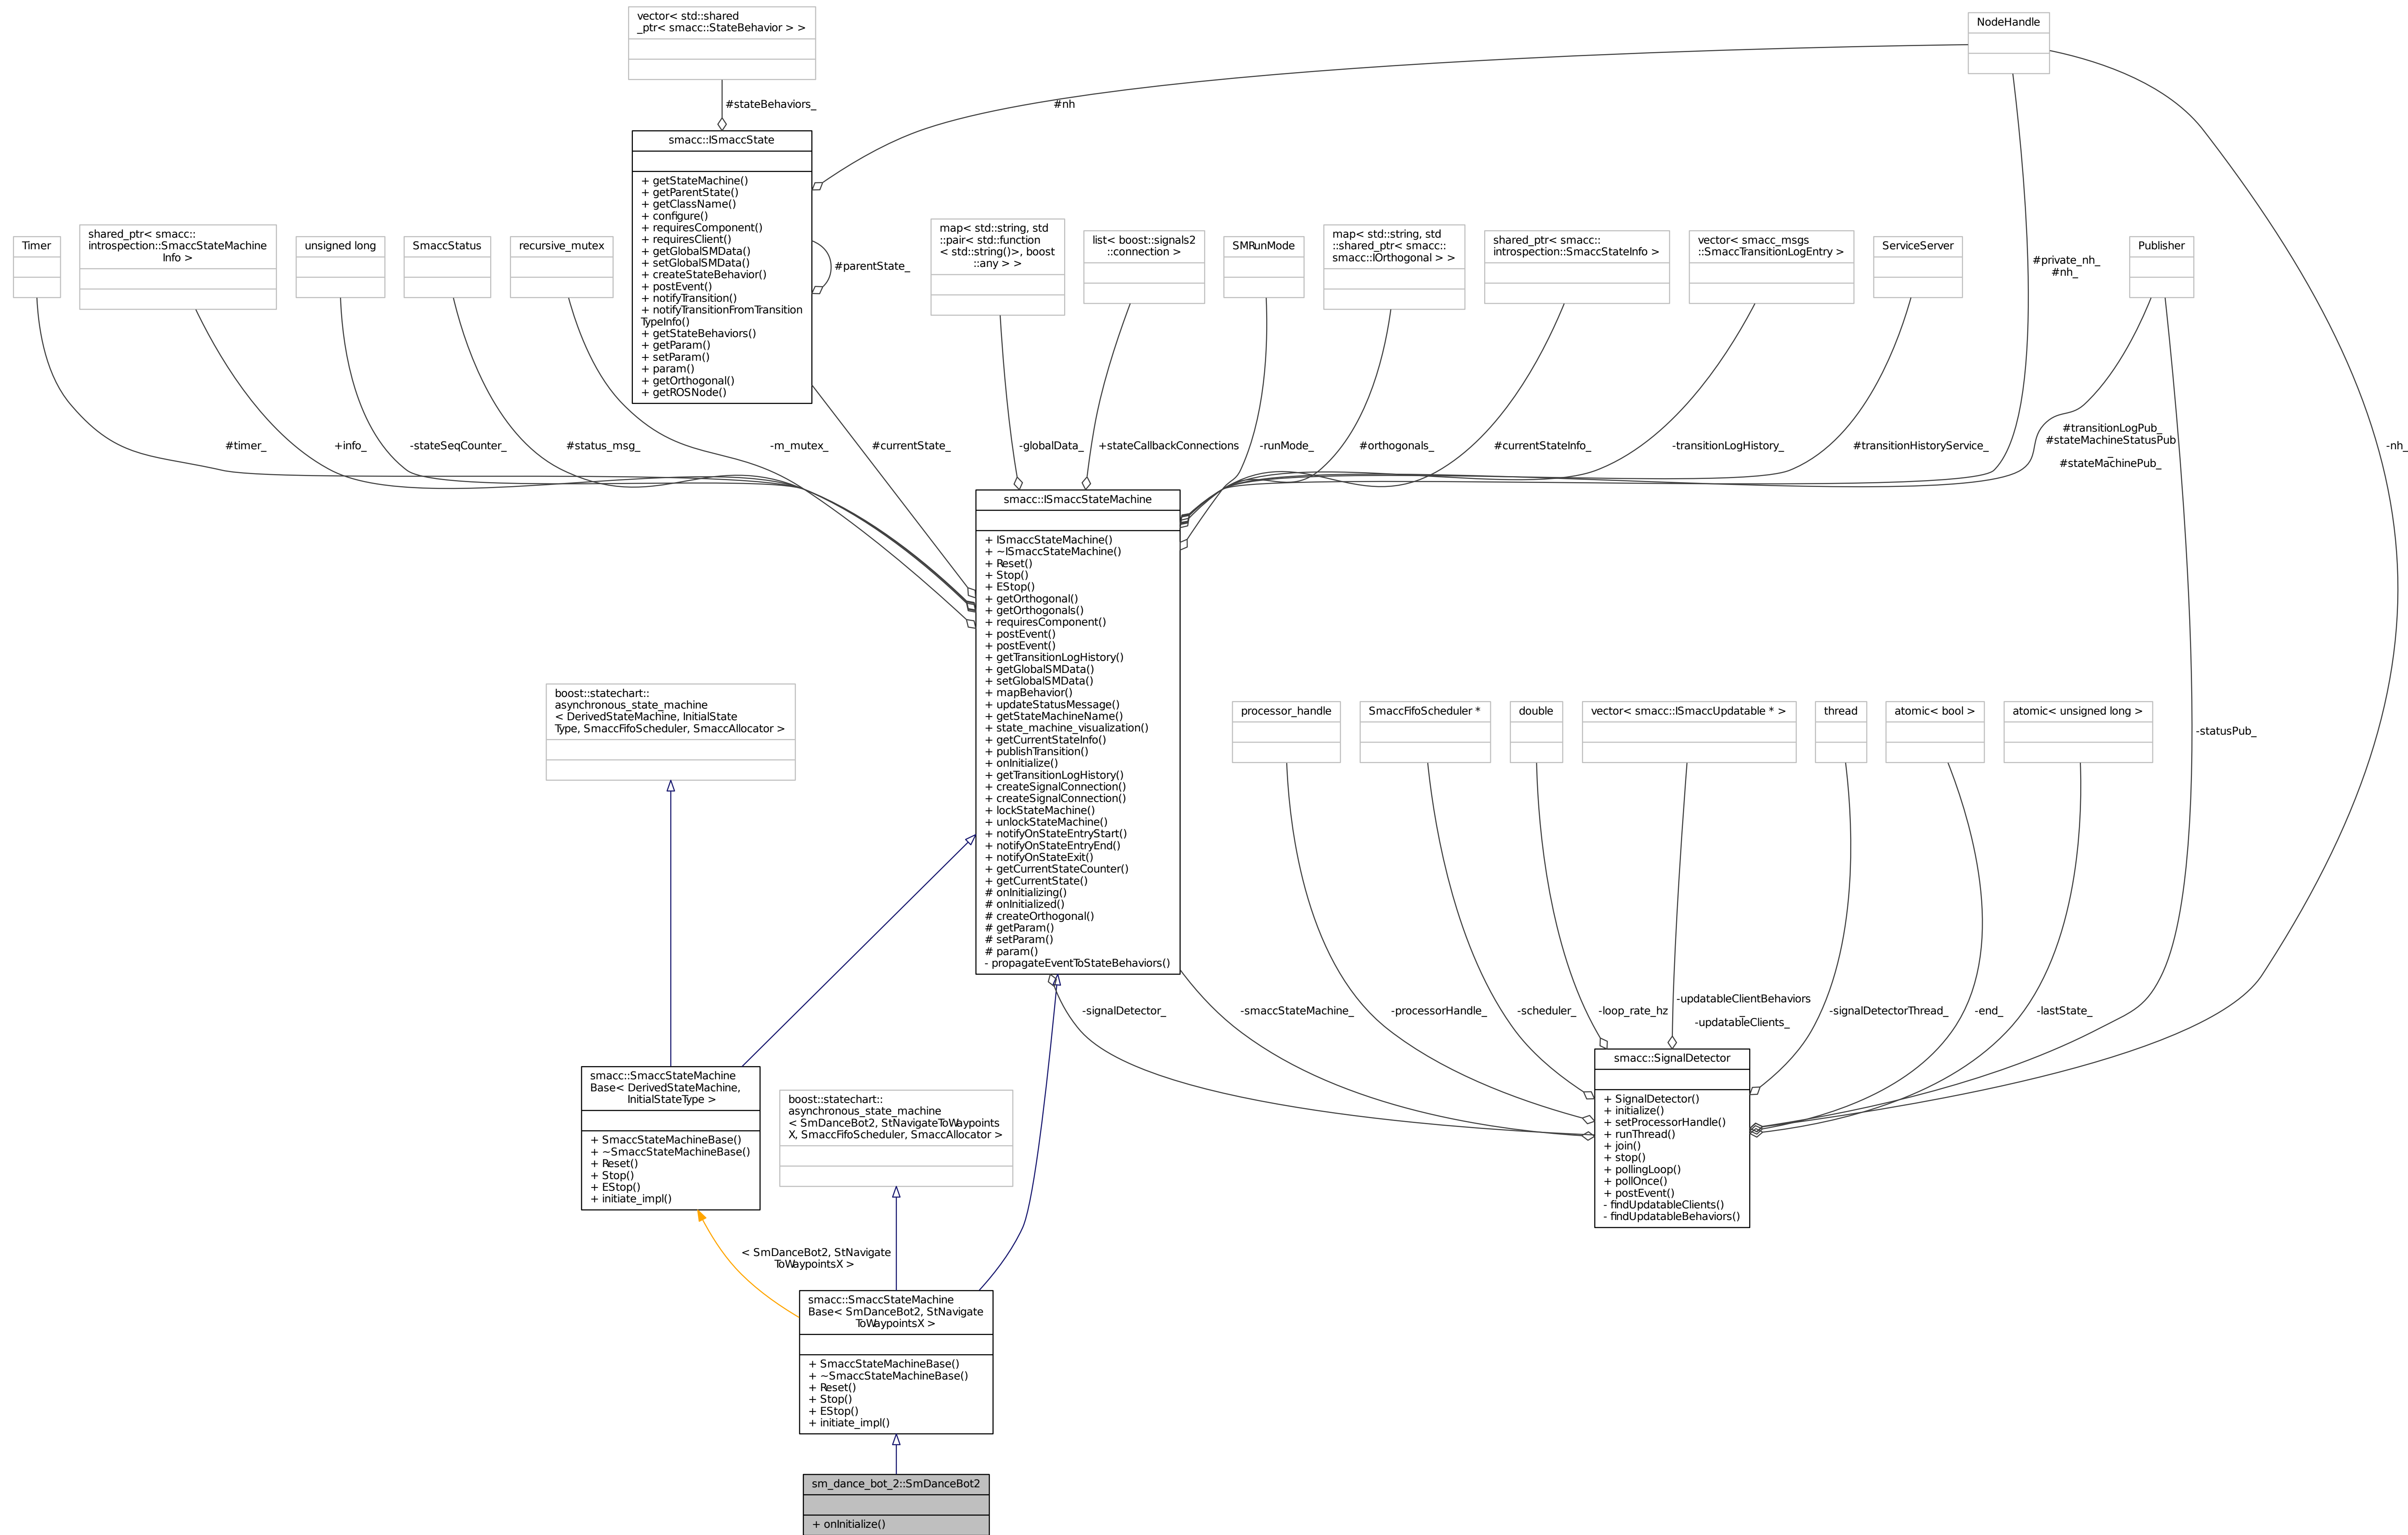 vector< std::shared
_ptr< smacc::StateBehavior > >
NodeHandle
#stateBehaviors_
#nh
smacc::ISmaccState
+ getStateMachine()
+ getParentState()
+ getClassName()
+ configure()
+ requiresComponent()
+ requiresClient()
+ getGlobalSMData()
+ setGlobalSMData()
+ createStateBehavior()
+ postEvent()
+ notifyTransition()
+ notifyTransitionFromTransition
TypeInfo()
+ getStateBehaviors()
+ getParam()
+ setParam()
+ param()
+ getOrthogonal()
+ getROSNode()
#parentState_
Timer
shared_ptr< smacc::
introspection::SmaccStateMachine
Info >
unsigned long
SmaccStatus
recursive_mutex
map< std::string, std
::pair< std::function
< std::string()>, boost
::any > >
list< boost::signals2
::connection >
SMRunMode
map< std::string, std
::shared_ptr< smacc::
smacc::IOrthogonal > >
shared_ptr< smacc::
introspection::SmaccStateInfo >
vector< smacc_msgs
::SmaccTransitionLogEntry >
ServiceServer
Publisher
#private_nh_
#nh_
#timer_
+info_
-stateSeqCounter_
#status_msg_
-m_mutex_
#currentState_
-globalData_
+stateCallbackConnections
-runMode_
#orthogonals_
#currentStateInfo_
-transitionLogHistory_
#transitionHistoryService_
#transitionLogPub_
#stateMachineStatusPub
_
#stateMachinePub_
-nh_
smacc::ISmaccStateMachine
+ ISmaccStateMachine()
+ ~ISmaccStateMachine()
+ Reset()
+ Stop()
+ EStop()
+ getOrthogonal()
+ getOrthogonals()
+ requiresComponent()
+ postEvent()
+ postEvent()
+ getTransitionLogHistory()
+ getGlobalSMData()
+ setGlobalSMData()
+ mapBehavior()
+ updateStatusMessage()
+ getStateMachineName()
+ state_machine_visualization()
+ getCurrentStateInfo()
+ publishTransition()
+ onInitialize()
+ getTransitionLogHistory()
+ createSignalConnection()
+ createSignalConnection()
+ lockStateMachine()
+ unlockStateMachine()
+ notifyOnStateEntryStart()
+ notifyOnStateEntryEnd()
+ notifyOnStateExit()
+ getCurrentStateCounter()
+ getCurrentState()
# onInitializing()
# onInitialized()
# createOrthogonal()
# getParam()
# setParam()
# param()
- propagateEventToStateBehaviors()
boost::statechart::
asynchronous_state_machine
< DerivedStateMachine, InitialState
Type, SmaccFifoScheduler, SmaccAllocator >
processor_handle
SmaccFifoScheduler *
double
vector< smacc::ISmaccUpdatable * >
thread
atomic< bool >
atomic< unsigned long >
-statusPub_
-signalDetector_
-smaccStateMachine_
-processorHandle_
-scheduler_
-loop_rate_hz
-updatableClientBehaviors
_
-updatableClients_
-signalDetectorThread_
-end_
-lastState_
smacc::SignalDetector
+ SignalDetector()
+ initialize()
+ setProcessorHandle()
+ runThread()
+ join()
+ stop()
+ pollingLoop()
+ pollOnce()
+ postEvent()
- findUpdatableClients()
- findUpdatableBehaviors()
smacc::SmaccStateMachine
Base< DerivedStateMachine,
InitialStateType >
+ SmaccStateMachineBase()
+ ~SmaccStateMachineBase()
+ Reset()
+ Stop()
+ EStop()
+ initiate_impl()
boost::statechart::
asynchronous_state_machine
< SmDanceBot2, StNavigateToWaypoints
X, SmaccFifoScheduler, SmaccAllocator >
< SmDanceBot2, StNavigate
ToWaypointsX >
smacc::SmaccStateMachine
Base< SmDanceBot2, StNavigate
ToWaypointsX >
+ SmaccStateMachineBase()
+ ~SmaccStateMachineBase()
+ Reset()
+ Stop()
+ EStop()
+ initiate_impl()
sm_dance_bot_2::SmDanceBot2
+ onInitialize()